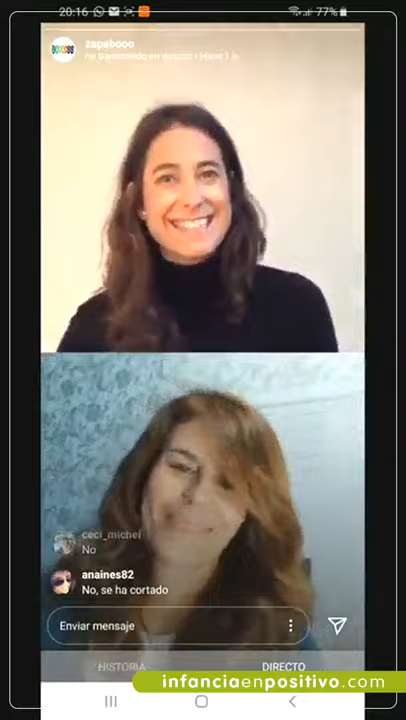 20:16
77%
zapabooo
ceci_michel
No
anaines82
No, se ha cortado
Enviar mensaje
HISTORIA
DIRECTO
infanciaenpositivo.com